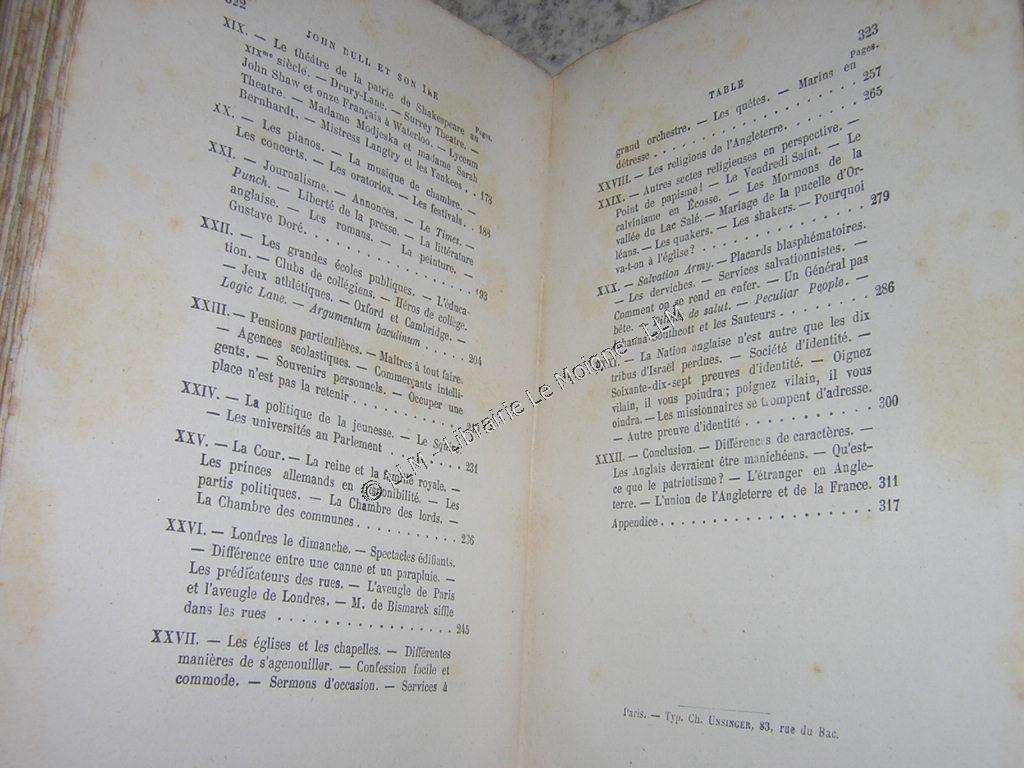 322
JOHN BULL ET SON ILE
Pages.
XIX. — Le théâtre de la patrie de Shakespeare au
XIXme siècle. — Drury-Lane. — Surrey Theatre. —
John Shaw et onze Français à Waterloo. — Lyceum
Theatre. — Madame Modjeska et madame Sarah
Bernhardt. — Mistress Langtry et les Yankees . . 178
XX. — Les pianos. — La musique de chambre. —
Les concerts. — Les oratorios. — Les festivals. . 188
XXI. — Journalisme. — Annonces. — Le Times. —
Punch. — Liberté de la presse. — La littérature
anglaise. — Les romans. — La peinture. —
Gustave Doré . . . . . . . . . . . . . 193
XXII. — Les grandes écoles publiques. — L'éduca-
tion. — Clubs de collégiens. — Héros de collège.
— Jeux athlétiques. — Oxford et Cambridge. —
Logic Lane. — Argumentum baculinum . . . . . 204
XXIII. — Pensions particulières. — Maîtres à tout faire.
— Agences scolastiques. — Commerçants intelli-
gents. — Souvenirs personnels. — Occuper une
place n'est pas la retenir . . . . . . . . . .
XXIV. — La politique de la jeunesse. — Le
— Les universités au Parlement . . . . . . . 231
XXV. — La Cour. — La reine et la famille royale. —
Les princes allemands en disponibilité. — Les
partis politiques. — La Chambre des lords. —
La Chambre des communes . . . . . . . . . 236
XXVI. — Londres le dimanche. — Spectacles édifiants.
— Différence entre une canne et un parapluie. —
Les prédicateurs des rues. — L'aveugle de Paris
et l'aveugle de Londres. — M. de Bismarck siffle
dans les rues . . . . . . . . . . . . . . . . 245
XXVII. — Les églises et les chapelles. — Différentes
manières de s'agenouiller. — Confession facile et
commode. — Sermons d'occasion. — Services à
323
TABLE
Pages.
grand orchestre. — Les quêtes. — Marins en
détresse . . . . . . . . . . . . . . . . . 257
XXVIII. — Les religions de l'Angleterre. . . . . . . 265
XXIX. — Autres sectes religieuses en perspective. —
Point de papisme ! — Le Vendredi Saint. — Le
calvinisme en Écosse. — Les Mormons de la
vallée du Lac Salé. — Mariage de la pucelle d'Or-
léans. — Les quakers. — Les shakers. — Pourquoi
va-t-on à l'église ? . . . . . . . . . . . . . 279
XXX. — Salvation Army. — Placards blasphématoires.
— Les derviches. — Services salvationnistes. —
Comment on se rend en enfer. — Un Général pas
bête. — Pilules de salut. — Peculiar People. —
Joanna Southcott et les Sauteurs . . . . . . . 286
— La Nation anglaise n'est autre que les dix
tribus d'Israël perdues. — Société d'identité. —
Soixante-dix-sept preuves d'identité. — Oignez
vilain, il vous poindra ; poignez vilain, il vous
oindra. — Les missionnaires se trompent d'adresse.
— Autre preuve d'identité . . . . . . . . . . 300
XXXII. — Conclusion. — Différences de caractères. —
Les Anglais devraient être manichéens. — Qu'est-
ce que le patriotisme ? — L'étranger en Angle-
terre. — L'union de l'Angleterre et de la France. 311
Appendice . . . . . . . . . . . . . . . . . . 317
Paris. — Typ. Ch. UNSINGER, 83, rue du Bac.
© LLM - Librairie Le Moigne - LLM